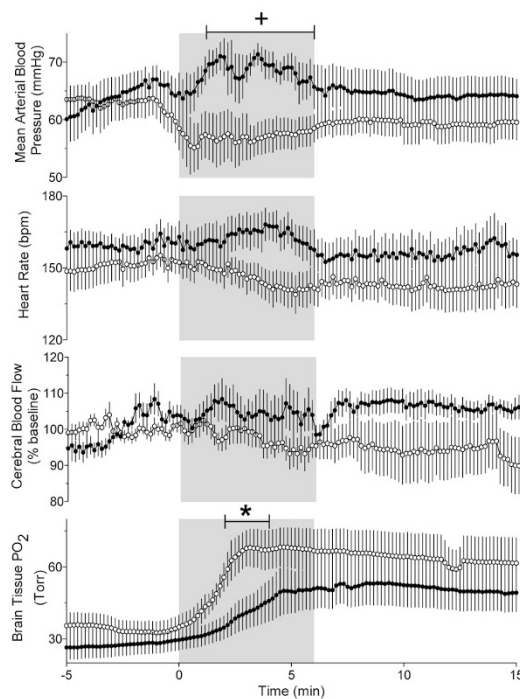 +
Mean Arterial Blood
Pressure (mmHg)
70
60
50
Heart Rate (bpm)
180
150
120
Cerebral Blood Flow
(% baseline)
120
110
100
90
80
*
Brain Tissue PO2
(Torr)
60
30
-5 0 5 10 15
Time (min)